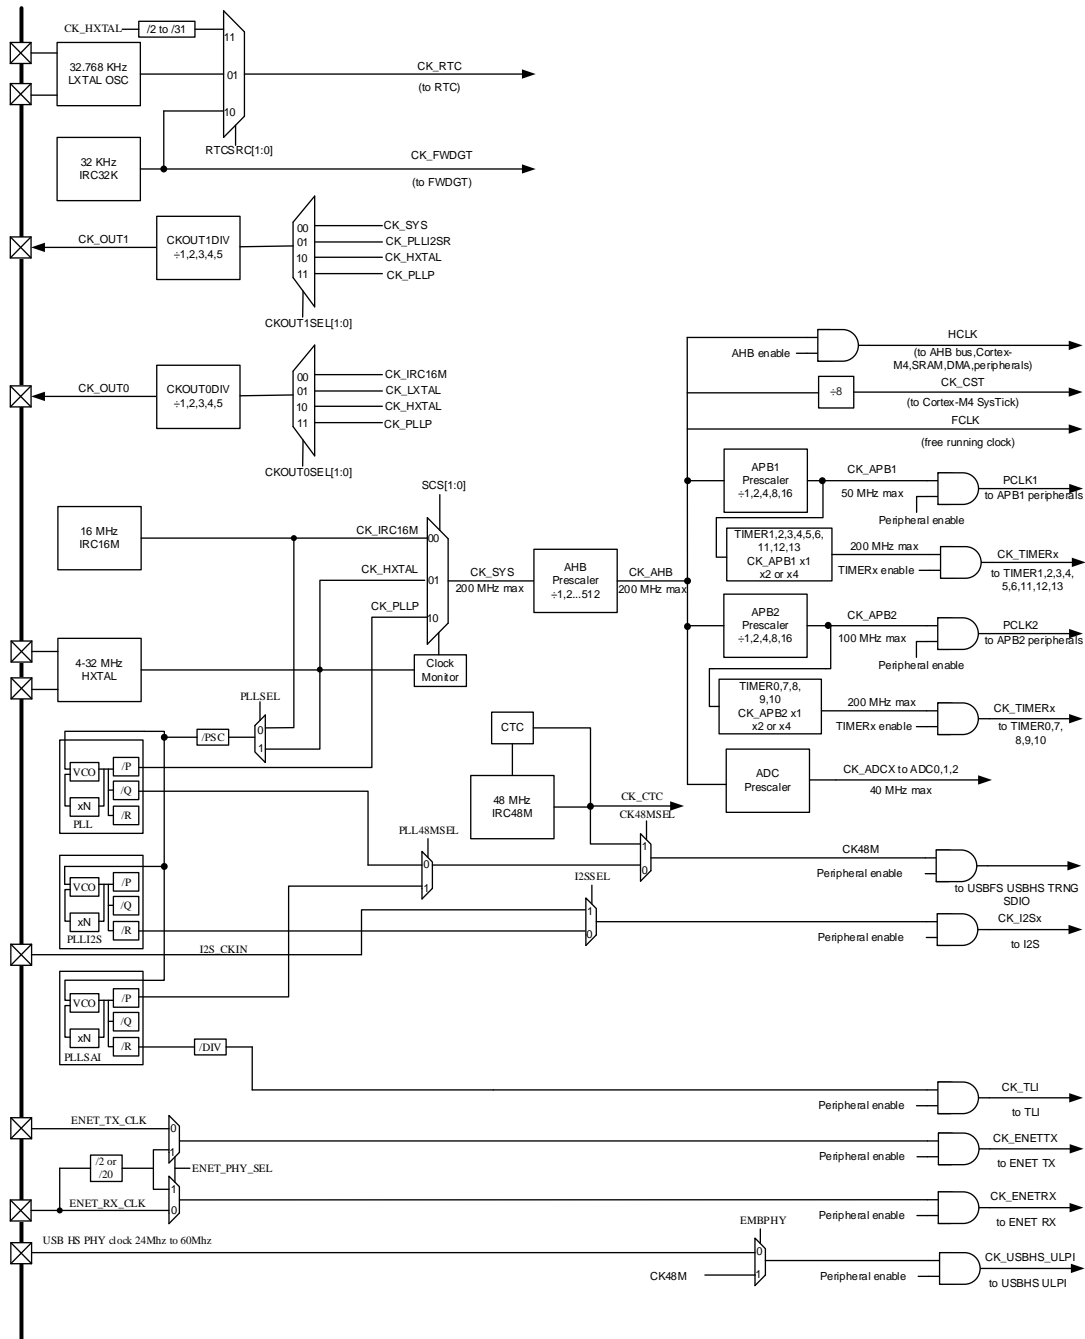 CK_HXTAL
/2 to /31
11
32.768 KHz
LXTAL OSC
01
CK_RTC
(to RTC)
10
RTCSRC[1:0]
32 KHz
IRC32K
CK_FWDGT
(to FWDGT)
CK_OUT1
CKOUT1DIV
÷1,2,3,4,5
00
01
10
11
CK_SYS
CK_PLLI2SR
CK_HXTAL
CK_PLLP
CKOUT1SEL[1:0]
CK_OUT0
CKOUT0DIV
÷1,2,3,4,5
00
01
10
11
CK_IRC16M
CK_LXTAL
CK_HXTAL
CK_PLLP
CKOUT0SEL[1:0]
AHB enable
HCLK
(to AHB bus,Cortex-
M4,SRAM,DMA,peripherals)
÷8
CK_CST
(to Cortex-M4 SysTick)
FCLK
(free running clock)
APB1
Prescaler
÷1,2,4,8,16
CK_APB1
50 MHz max
Peripheral enable
PCLK1
to APB1 peripherals
TIMER1,2,3,4,5,6,
11,12,13
CK_APB1 x1
x2 or x4
200 MHz max
TIMERx enable
CK_TIMERx
to TIMER1,2,3,4,
5,6,11,12,13
SCS[1:0]
16 MHz
IRC16M
CK_IRC16M
00
CK_HXTAL
01
CK_PLLP
10
CK_SYS
200 MHz max
AHB
Prescaler
÷1,2...512
CK_AHB
200 MHz max
APB2
Prescaler
÷1,2,4,8,16
CK_APB2
100 MHz max
Peripheral enable
PCLK2
to APB2 peripherals
4-32 MHz
HXTAL
Clock
Monitor
TIMER0,7,8,
9,10
CK_APB2 x1
x2 or x4
200 MHz max
TIMERx enable
CK_TIMERx
to TIMER0,7,
8,9,10
PLLSEL
0
1
/PSC
CTC
VCO
xN
/P
/Q
/R
PLL
48 MHz
IRC48M
CK_CTC
ADC
Prescaler
CK_ADCX to ADC0,1,2
40 MHz max
PLL48MSEL
0
1
CK48MSEL
1
0
CK48M
Peripheral enable
to USBFS USBHS TRNG
SDIO
VCO
xN
/P
/Q
/R
PLLI2S
I2SSEL
1
0
I2S_CKIN
Peripheral enable
CK_I2Sx
to I2S
VCO
xN
/P
/Q
/R
PLLSAI
/DIV
Peripheral enable
CK_TLI
to TLI
ENET_TX_CLK
0
1
/2 or
/20
ENET_PHY_SEL
Peripheral enable
CK_ENETTX
to ENET TX
ENET_RX_CLK
1
0
Peripheral enable
CK_ENETRX
to ENET RX
USB HS PHY clock 24Mhz to 60Mhz
EMBPHY
0
1
CK48M
Peripheral enable
CK_USBHS_ULPI
to USBHS ULPI